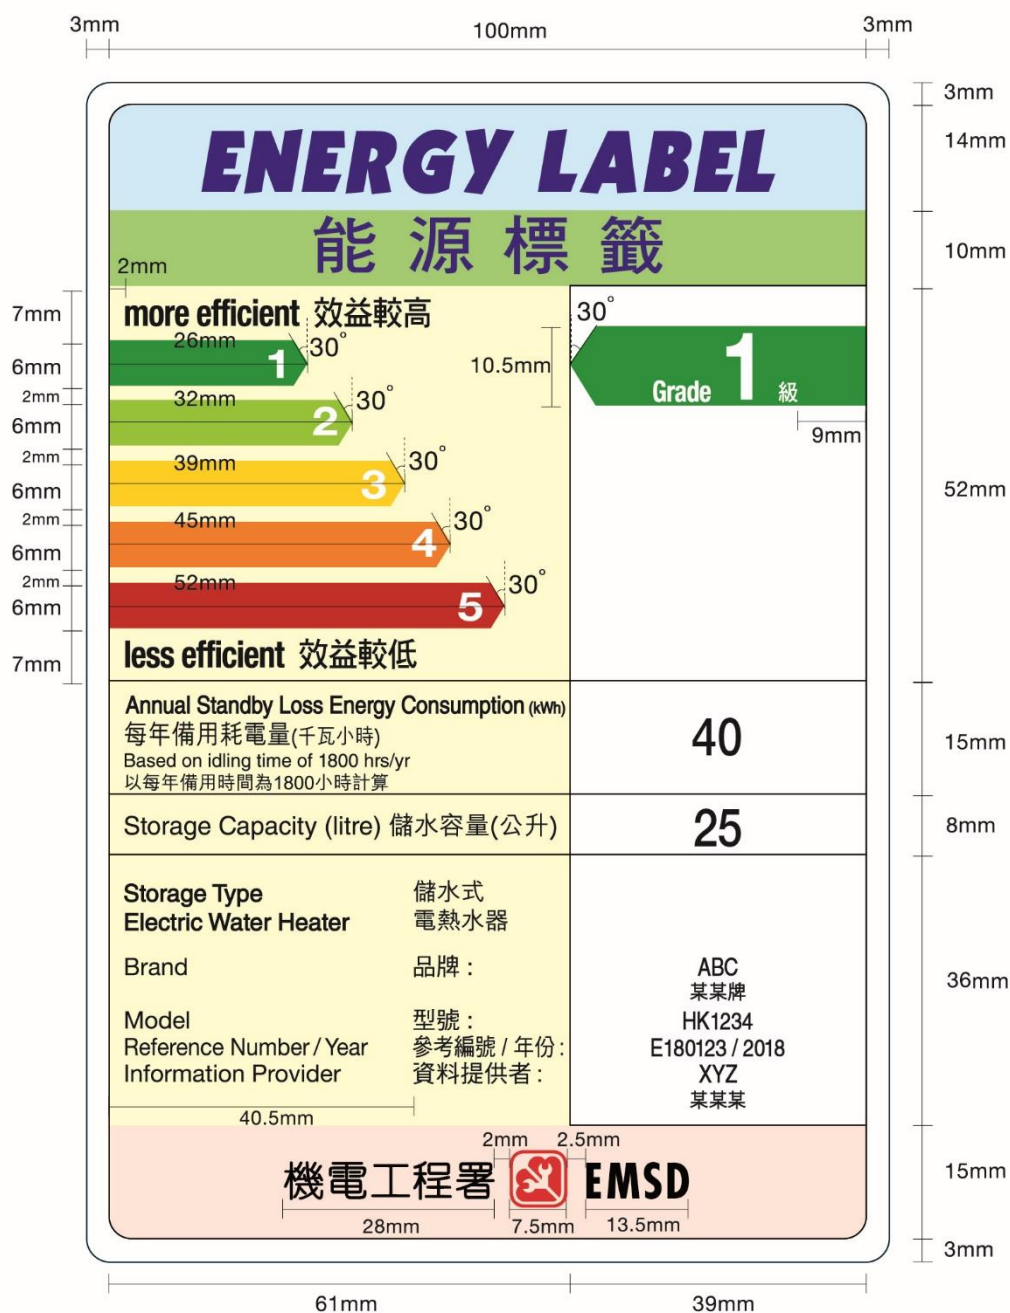 3mm 100mm 3mm
3mm
ENERGY LABEL
14mm
能源標籤
10mm
2mm
7mm
more efficient 效益較高
30°
26mm
1
30°
6mm
10.5mm
Grade 1 級
2mm
32mm
2
30°
6mm
9mm
2mm
39mm
3
30°
6mm
52mm
2mm
45mm
4
30°
6mm
2mm
52mm
5
30°
6mm
less efficient 效益較低
7mm
Annual Standby Loss Energy Consumption (kWh)
每年備用耗電量(千瓦小時)
Based on idling time of 1800 hrs/yr
以每年備用時間為1800小時計算
40
15mm
Storage Capacity (litre) 儲水容量(公升)
25
8mm
Storage Type 儲水式
Electric Water Heater 電熱水器
Brand 品牌 : ABC
某某牌
36mm
Model 型號 : HK1234
Reference Number / Year 參考編號 / 年份 : E180123 / 2018
Information Provider 資料提供者 : XYZ
某某某
40.5mm
2mm 2.5mm
機電工程署 EMSD
15mm
28mm 7.5mm 13.5mm
3mm
61mm 39mm